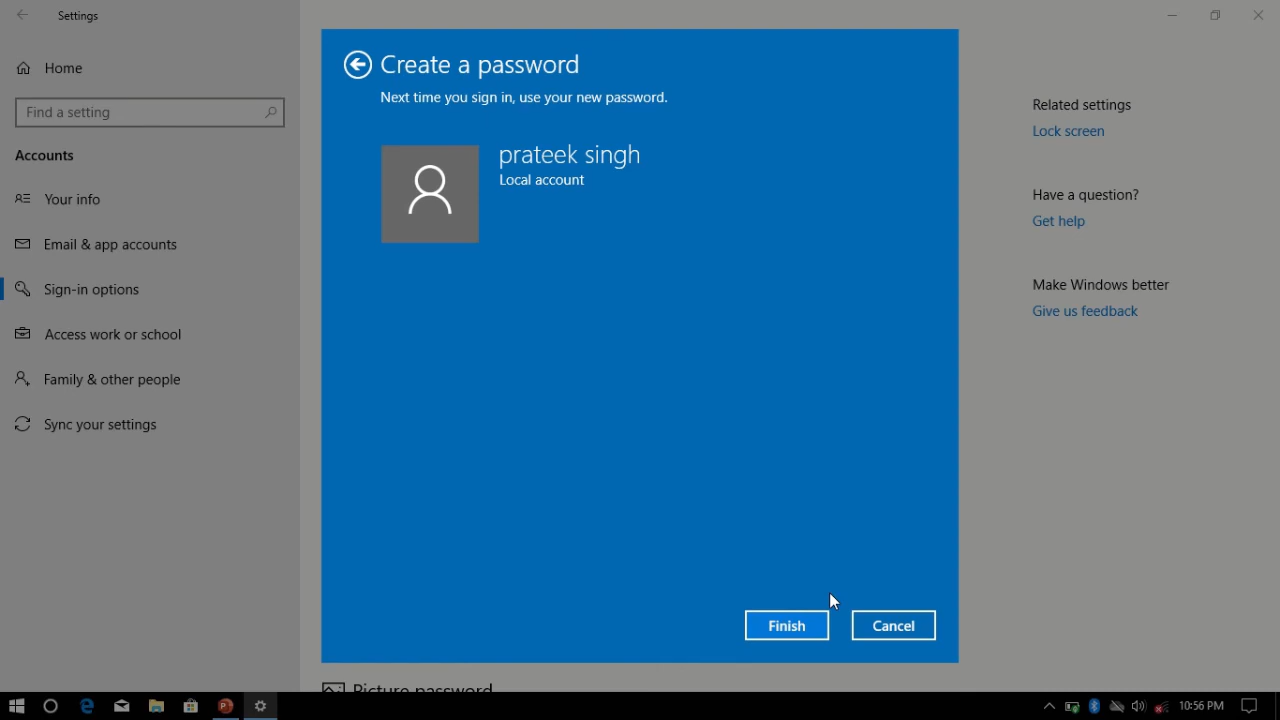 Settings
Home
Find a setting
Accounts
Your info
Email & app accounts
Sign-in options
Access work or school
Family & other people
Sync your settings
Create a password
Next time you sign in, use your new password.
prateek singh
Local account
Finish
Cancel
Related settings
Lock screen
Have a question?
Get help
Make Windows better
Give us feedback
Picture password
10:56 PM